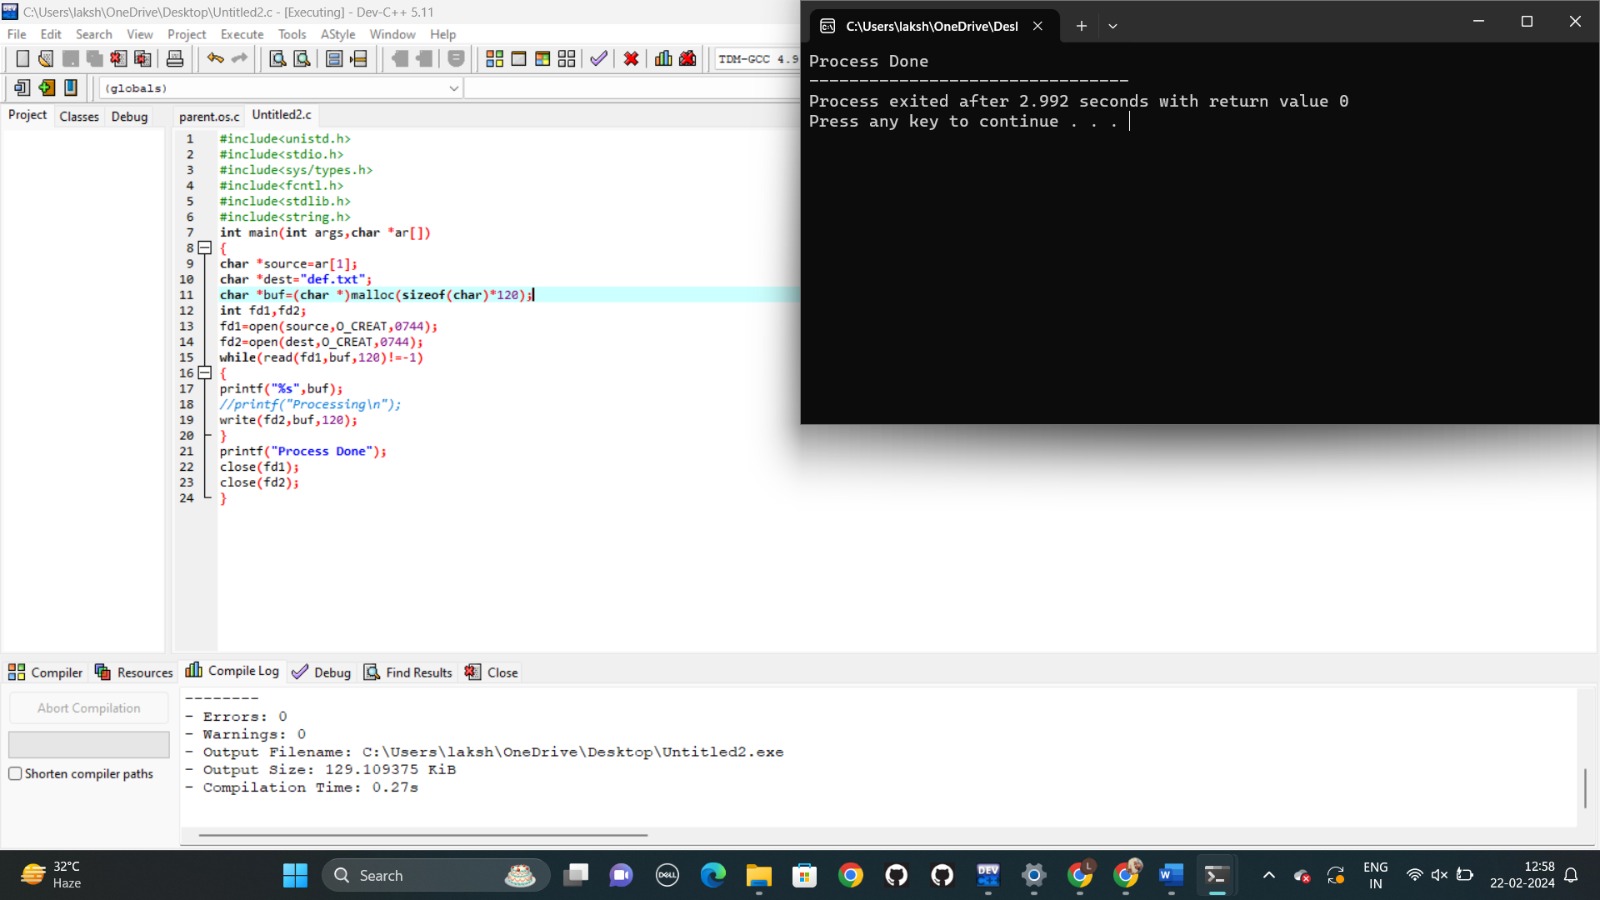 C:\Users\laksh\OneDrive\Desktop\Untitled2.c - [Executing] - Dev-C++ 5.11
File Edit Search View Project Execute Tools AStyle Window Help
TDM-GCC 4.9
(globals)
Project Classes Debug
parent.os.c Untitled2.c
1 #include<unistd.h>
2 #include<stdio.h>
3 #include<sys/types.h>
4 #include<fcntl.h>
5 #include<stdlib.h>
6 #include<string.h>
7 int main(int args,char *ar[])
8 {
9 char *source=ar[1];
10 char *dest="def.txt";
11 char *buf=(char *)malloc(sizeof(char)*120);
12 int fd1,fd2;
13 fd1=open(source,O_CREAT,0744);
14 fd2=open(dest,O_CREAT,0744);
15 while(read(fd1,buf,120)!=-1)
16 {
17 printf("%s",buf);
18 //printf("Processing\n");
19 write(fd2,buf,120);
20 }
21 printf("Process Done");
22 close(fd1);
23 close(fd2);
24 }
C:\Users\laksh\OneDrive\Desl
Process Done
--------------------------------
Process exited after 2.992 seconds with return value 0
Press any key to continue . . .
Compiler Resources Compile Log Debug Find Results Close
Abort Compilation
Shorten compiler paths
--------
- Errors: 0
- Warnings: 0
- Output Filename: C:\Users\laksh\OneDrive\Desktop\Untitled2.exe
- Output Size: 129.109375 KiB
- Compilation Time: 0.27s
32°C
Haze
Search
DELL
DEV
L
W
ENG
IN
12:58
22-02-2024